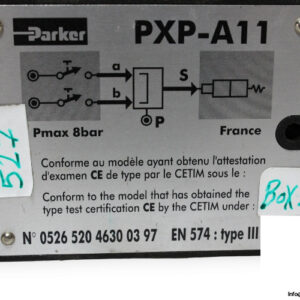 Parker PXP-A11
a
b
S
P
Pmax 8bar France
Conforme au modèle ayant obtenu l'attestation
d'examen CE de type par le CETIM sous le :
Conform to the model that has obtained the
type test certification CE by the CETIM under :
N° 0526 520 4630 03 97 EN 574 : type III
527
BOX